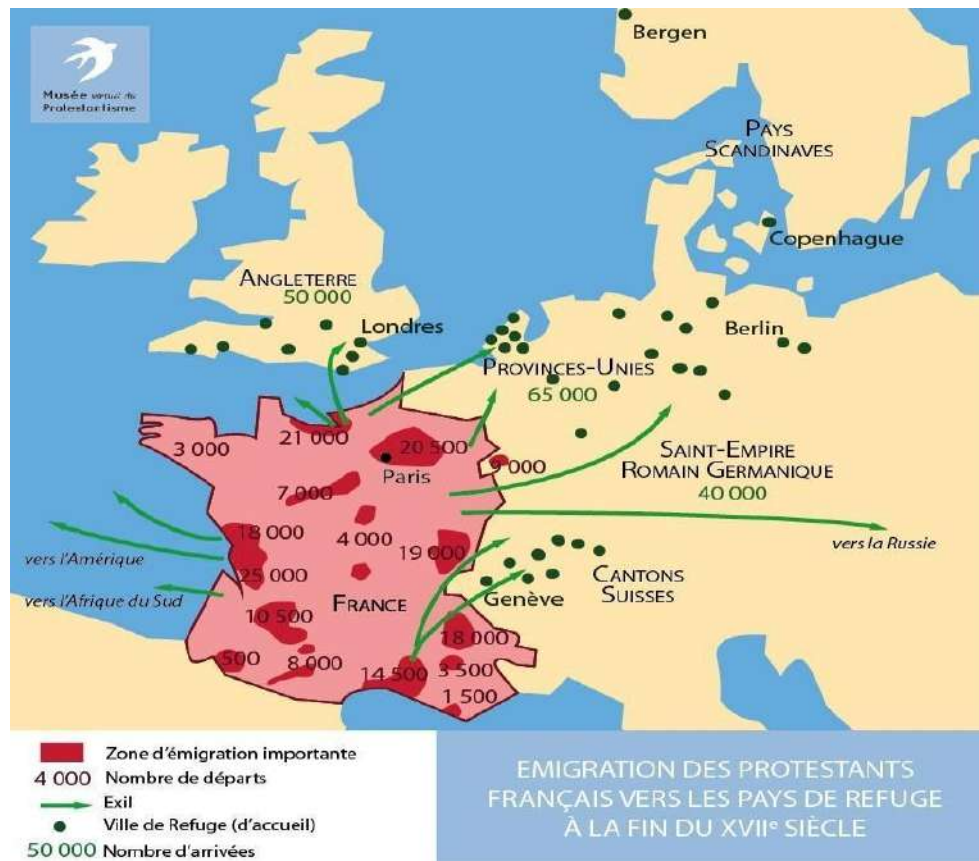 Musée virtuel du
Protestantisme
Bergen
PAYS
SCANDINAVES
Copenhague
ANGLETERRE
50 000
Londres
Berlin
PROVINCES-UNIES
65 000
3 000
21 000
20 500
Paris
9 000
SAINT-EMPIRE
ROMAIN GERMANIQUE
40 000
7 000
18 000
4 000
19 000
vers la Russie
vers l'Amérique
25 000
vers l'Afrique du Sud
FRANCE
Genève
CANTONS
SUISSES
10 500
18 000
500
8 000
14 500
3 500
1 500
Zone d'émigration importante
4 000 Nombre de départs
Exil
Ville de Refuge (d'accueil)
50 000 Nombre d'arrivées
EMIGRATION DES PROTESTANTS
FRANÇAIS VERS LES PAYS DE REFUGE
À LA FIN DU XVIIe SIÈCLE